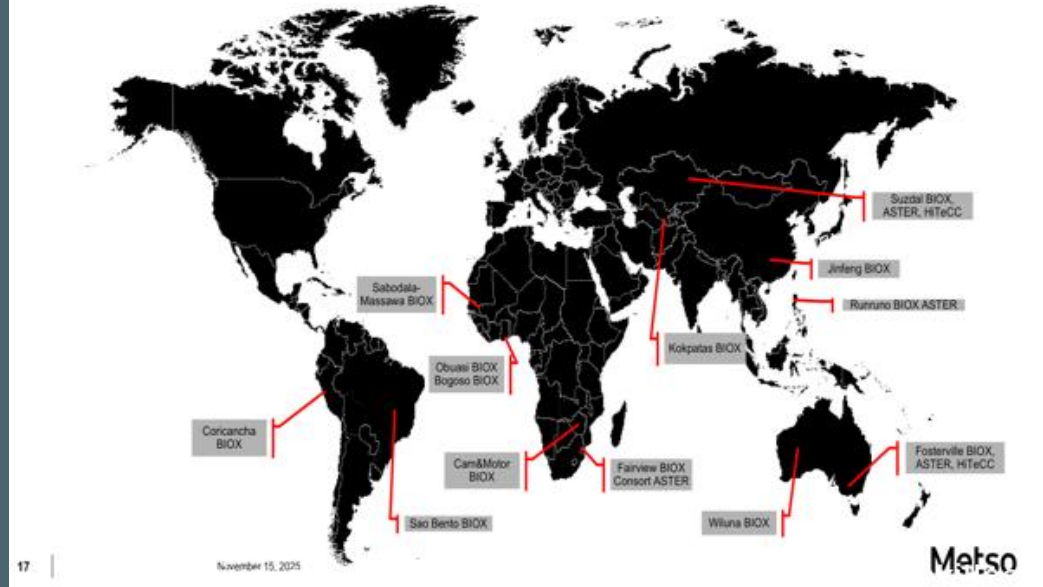 Suzdal BIOX,
ASTER, HiTeCC
Jinfeng BIOX
Sabodala-
Massawa BIOX
Runruno BIOX ASTER
Kokpatas BIOX
Obuasi BIOX
Bogoso BIOX
Coricancha
BIOX
Cam&Motor
BIOX
Fairview BIOX
Consort ASTER
Fosterville BIOX,
ASTER, HiTeCC
Sao Bento BIOX
Wiluna BIOX
17
November 15, 2025
Metso